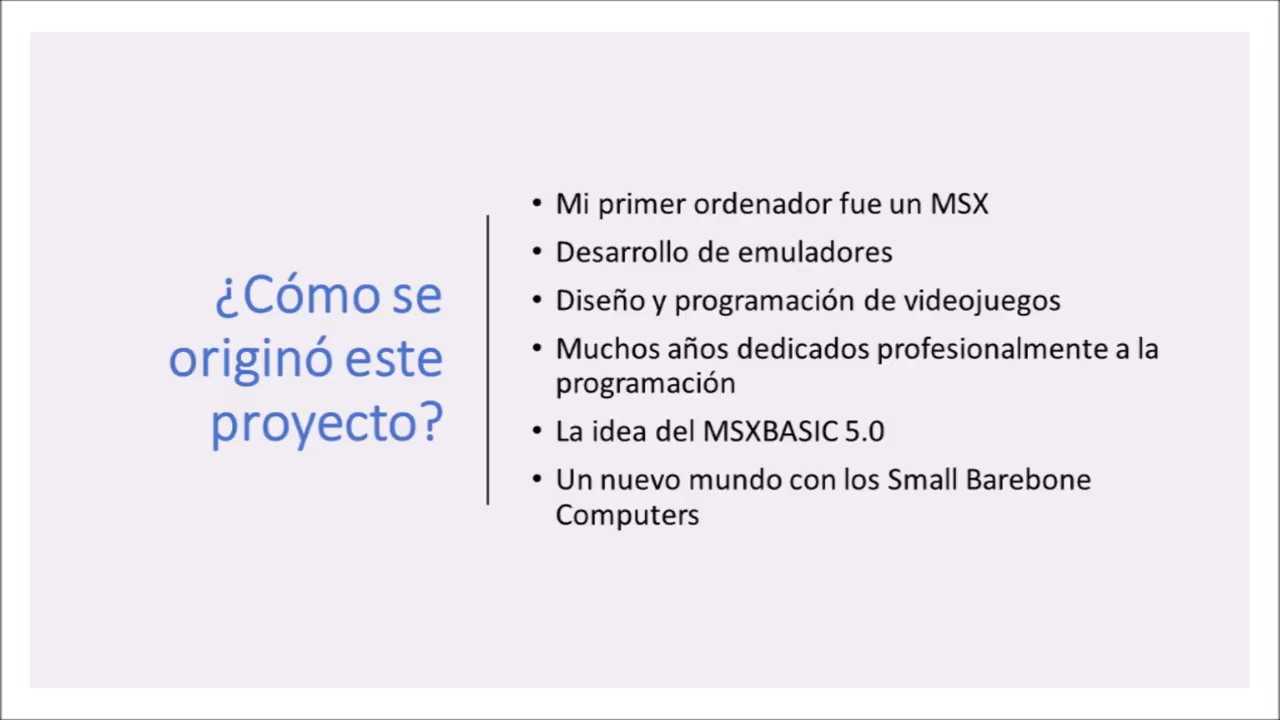 ¿Cómo se
originó este
proyecto?
• Mi primer ordenador fue un MSX
• Desarrollo de emuladores
• Diseño y programación de videojuegos
• Muchos años dedicados profesionalmente a la
programación
• La idea del MSXBASIC 5.0
• Un nuevo mundo con los Small Barebone
Computers